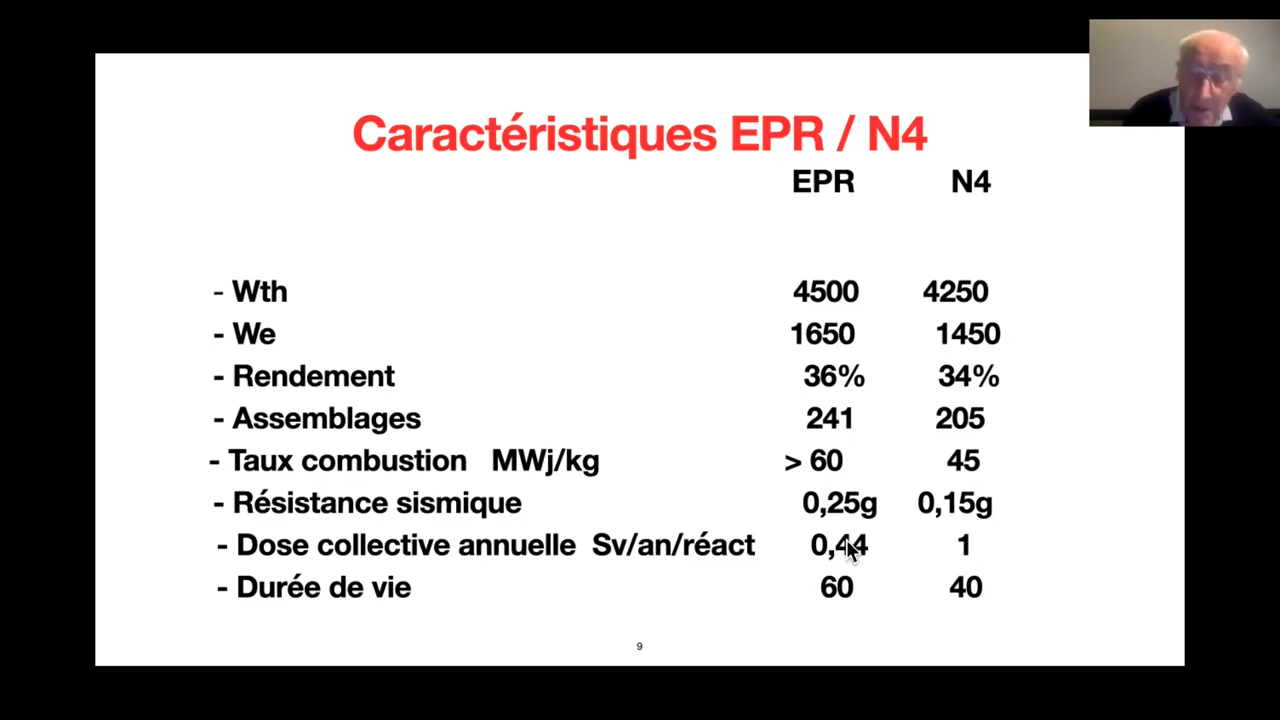 Caractéristiques EPR / N4
EPR N4
- Wth 4500 4250
- We 1650 1450
- Rendement 36% 34%
- Assemblages 241 205
- Taux combustion MWj/kg > 60 45
- Résistance sismique 0,25g 0,15g
- Dose collective annuelle Sv/an/réact 0,44 1
- Durée de vie 60 40
9